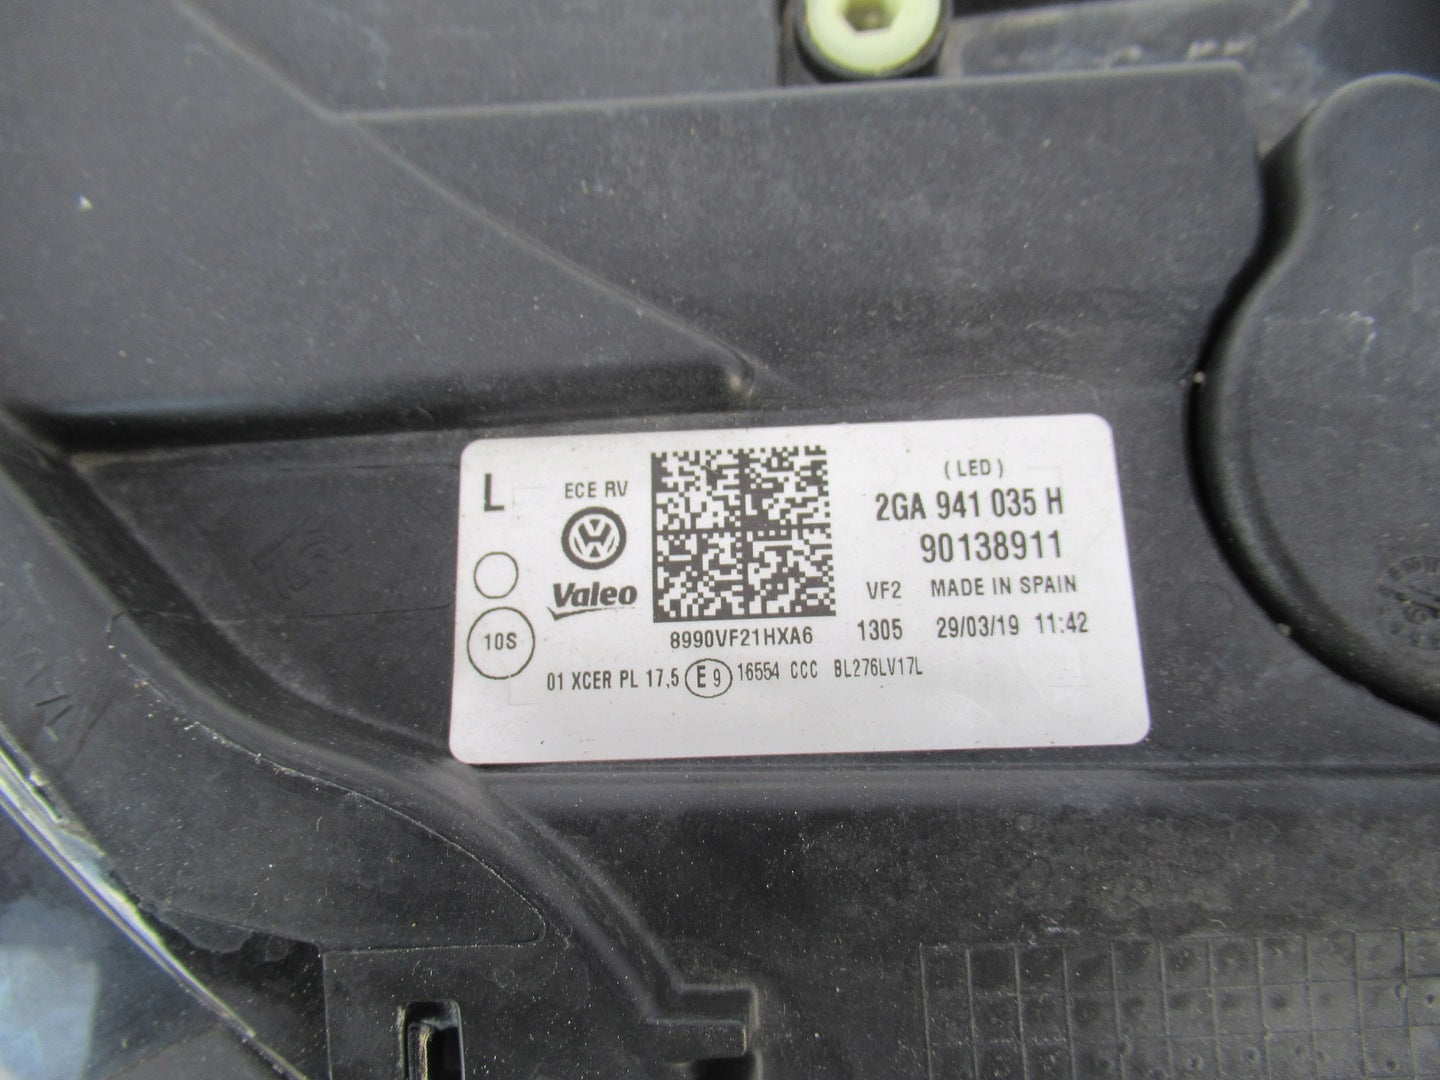 L
ECE RV
(LED)
2GA 941 035 H
90138911
Valeo
VF2 MADE IN SPAIN
10S
8990VF21HXA6 1305 29/03/19 11:42
01 XCER PL 17,5 E9 16554 CCC BL276LV17L